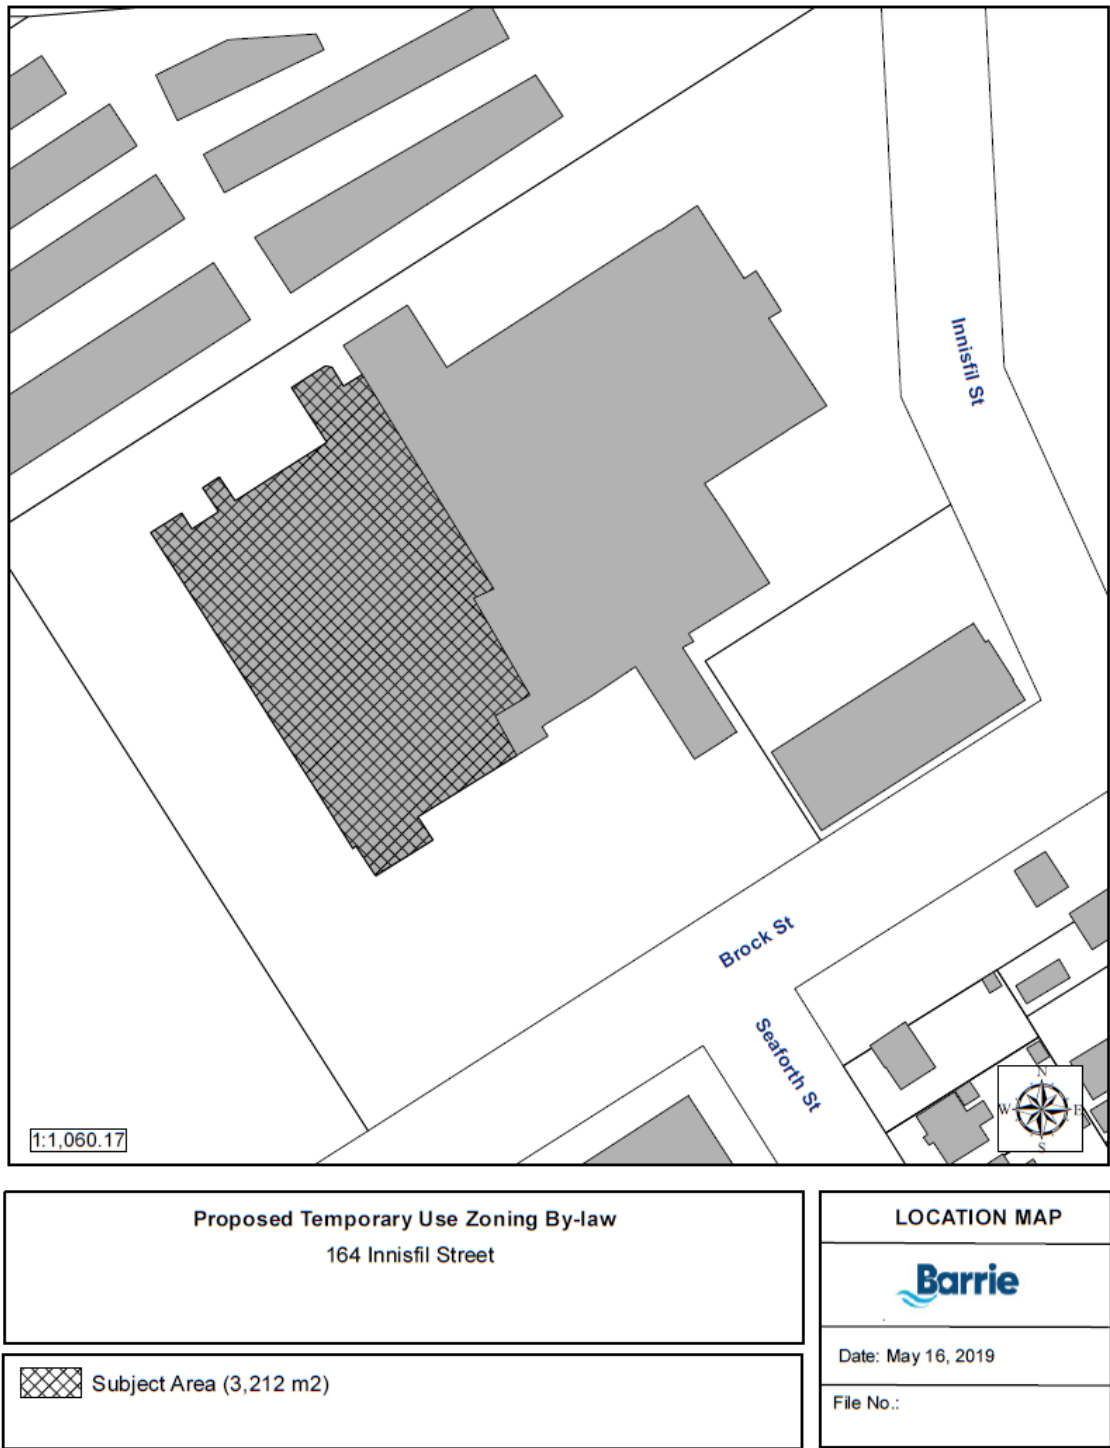 Innisfil St
Brock St
Seaforth St
N
W E
S
1:1,060.17
Proposed Temporary Use Zoning By-law
164 Innisfil Street
Subject Area (3,212 m2)
LOCATION MAP
Barrie
Date: May 16, 2019
File No.: